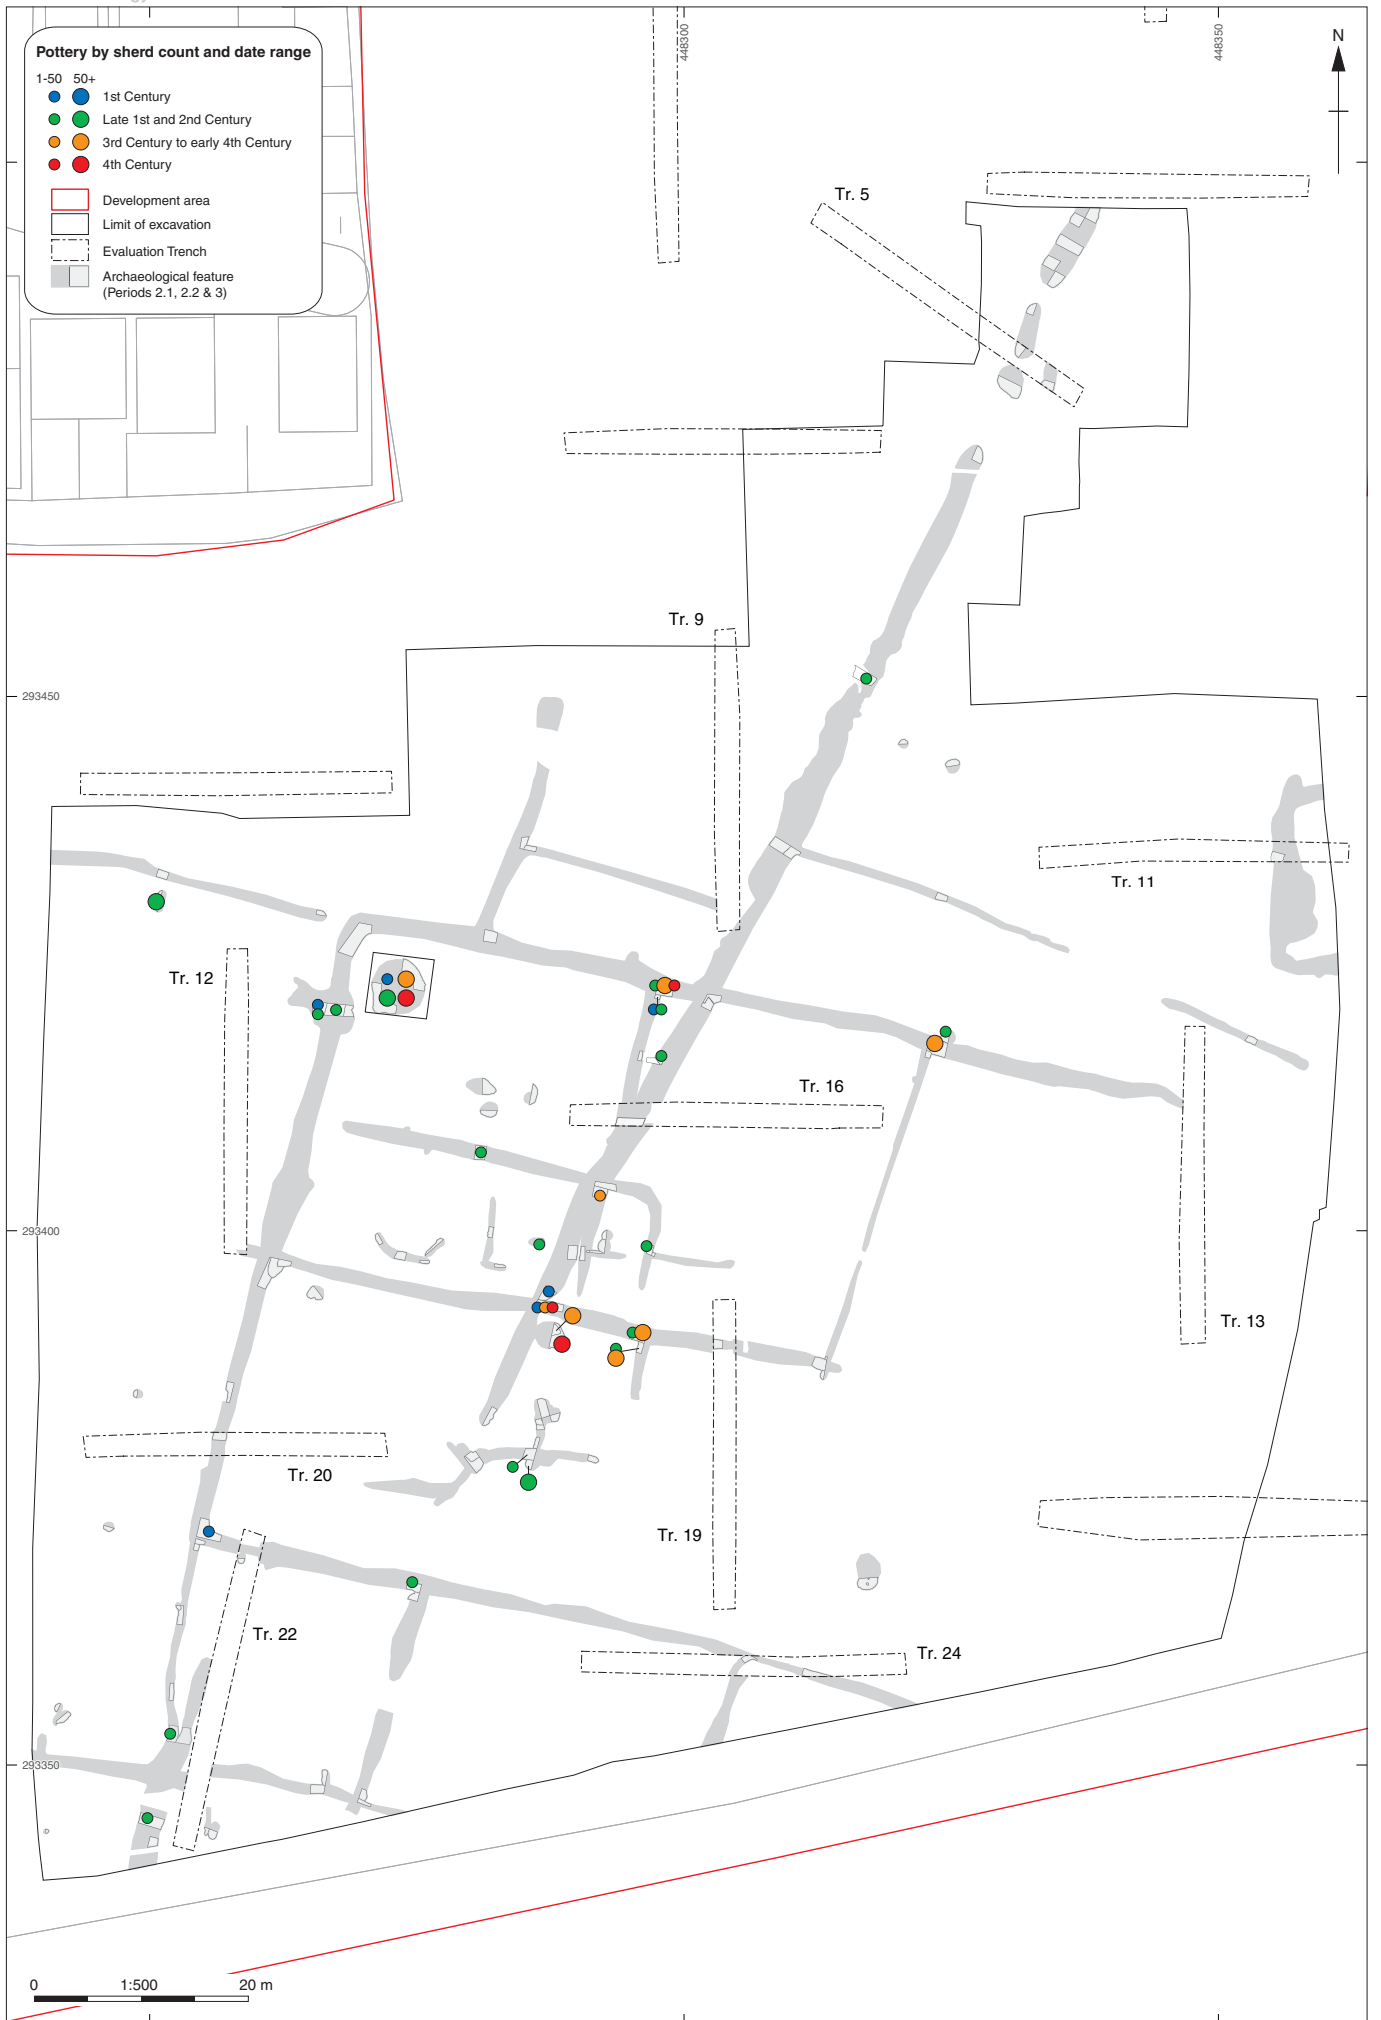 Pottery by sherd count and date range
1-50 50+
1st Century
Late 1st and 2nd Century
3rd Century to early 4th Century
4th Century
Development area
Limit of excavation
Evaluation Trench
Archaeological feature
(Periods 2.1, 2.2 & 3)
448300
448350
N
Tr. 5
Tr. 9
293450
Tr. 11
Tr. 12
Tr. 16
293400
Tr. 13
Tr. 20
Tr. 19
Tr. 22
Tr. 24
293350
0 1:500 20 m